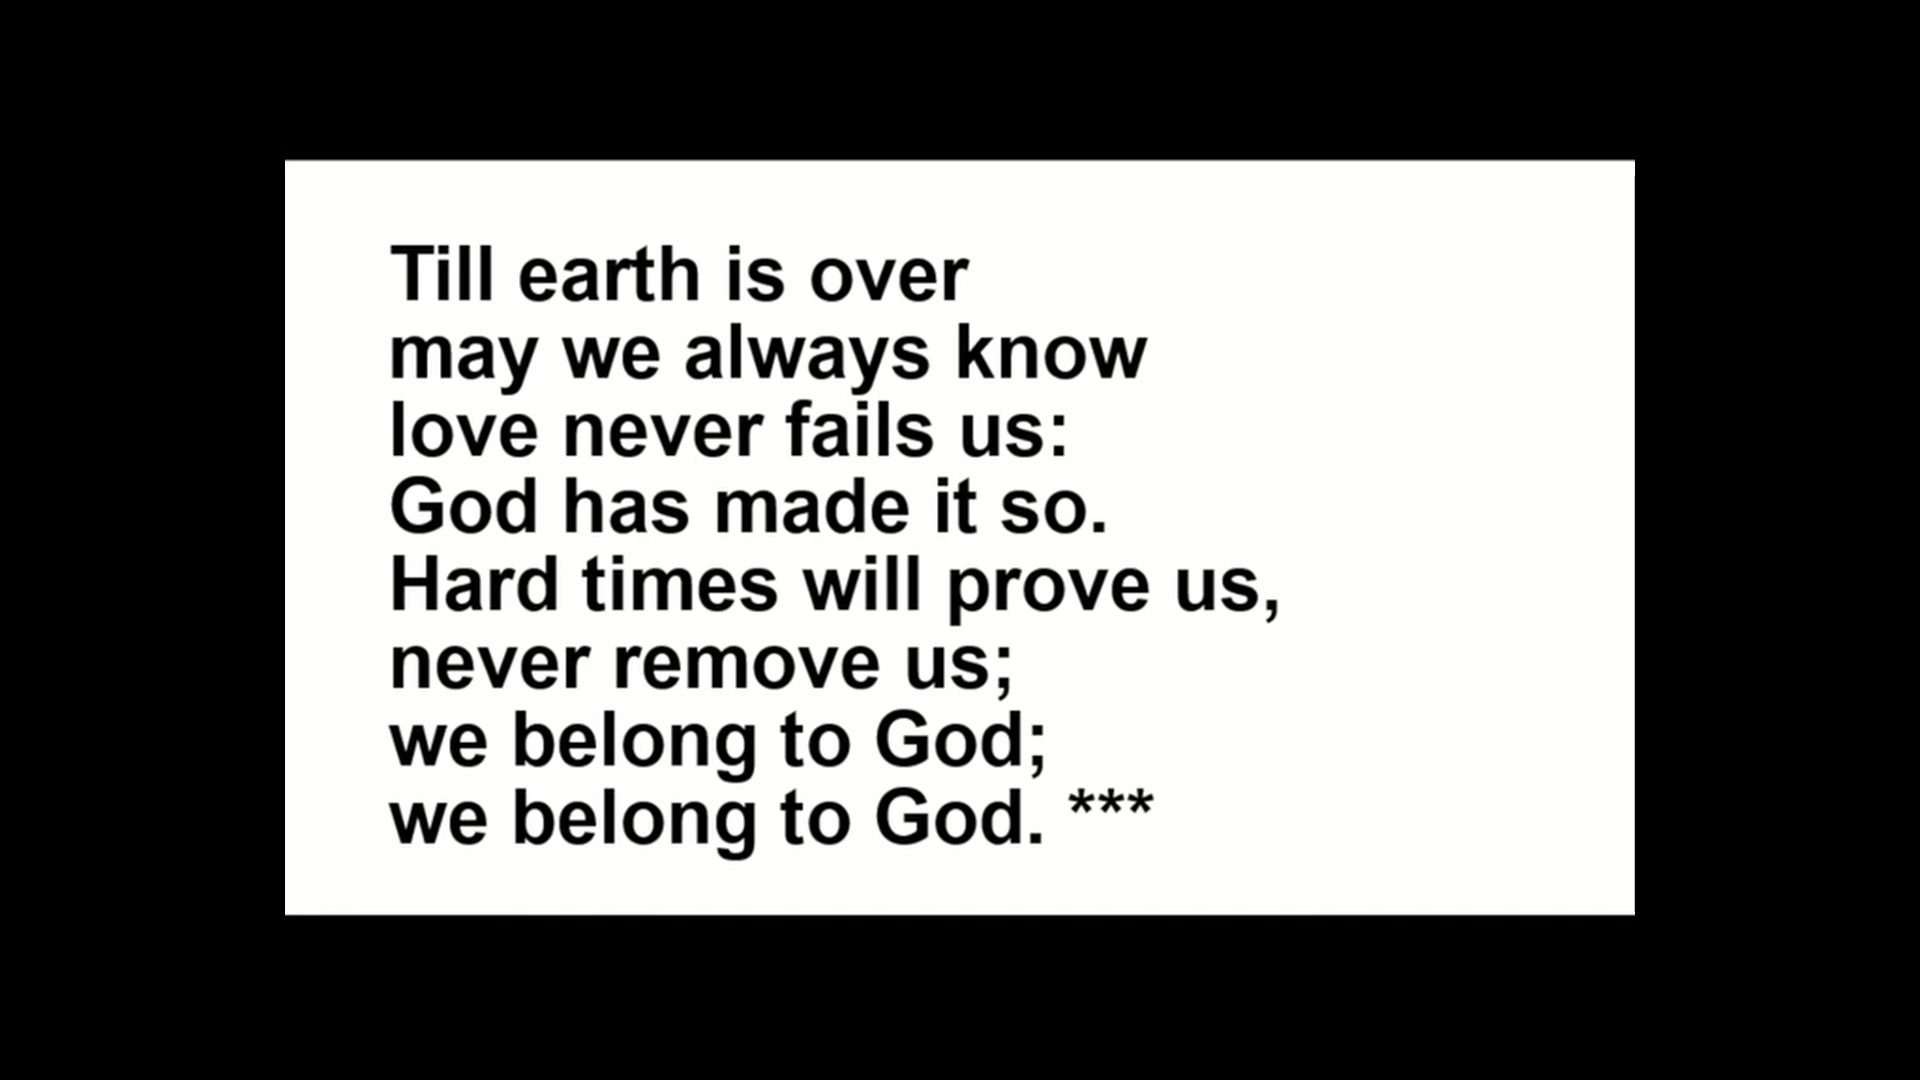 Till earth is over
may we always know
love never fails us:
God has made it so.
Hard times will prove us,
never remove us;
we belong to God;
we belong to God. ***